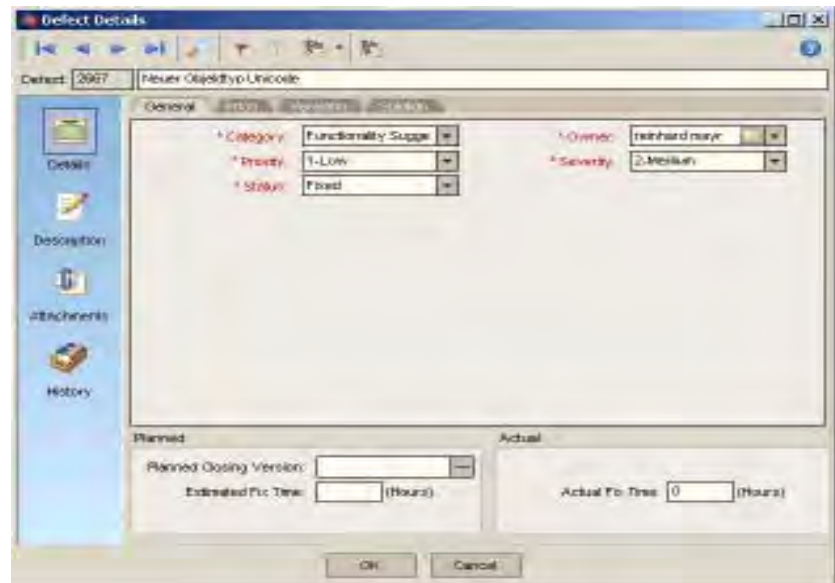 Defect Details
Defect: 2967 Neuer Objekttyp Unicode
General
Details
Description
Attachments
History
* Category: Functionality Sugge
* Owner: reinhard mayr
* Priority: 1-Low
* Severity: 2-Medium
* Status: Fixed
Planned
Actual
Planned Closing Version:
Estimated Fix Time: (Hours)
Actual Fix Time: 0 (Hours)
OK
Cancel